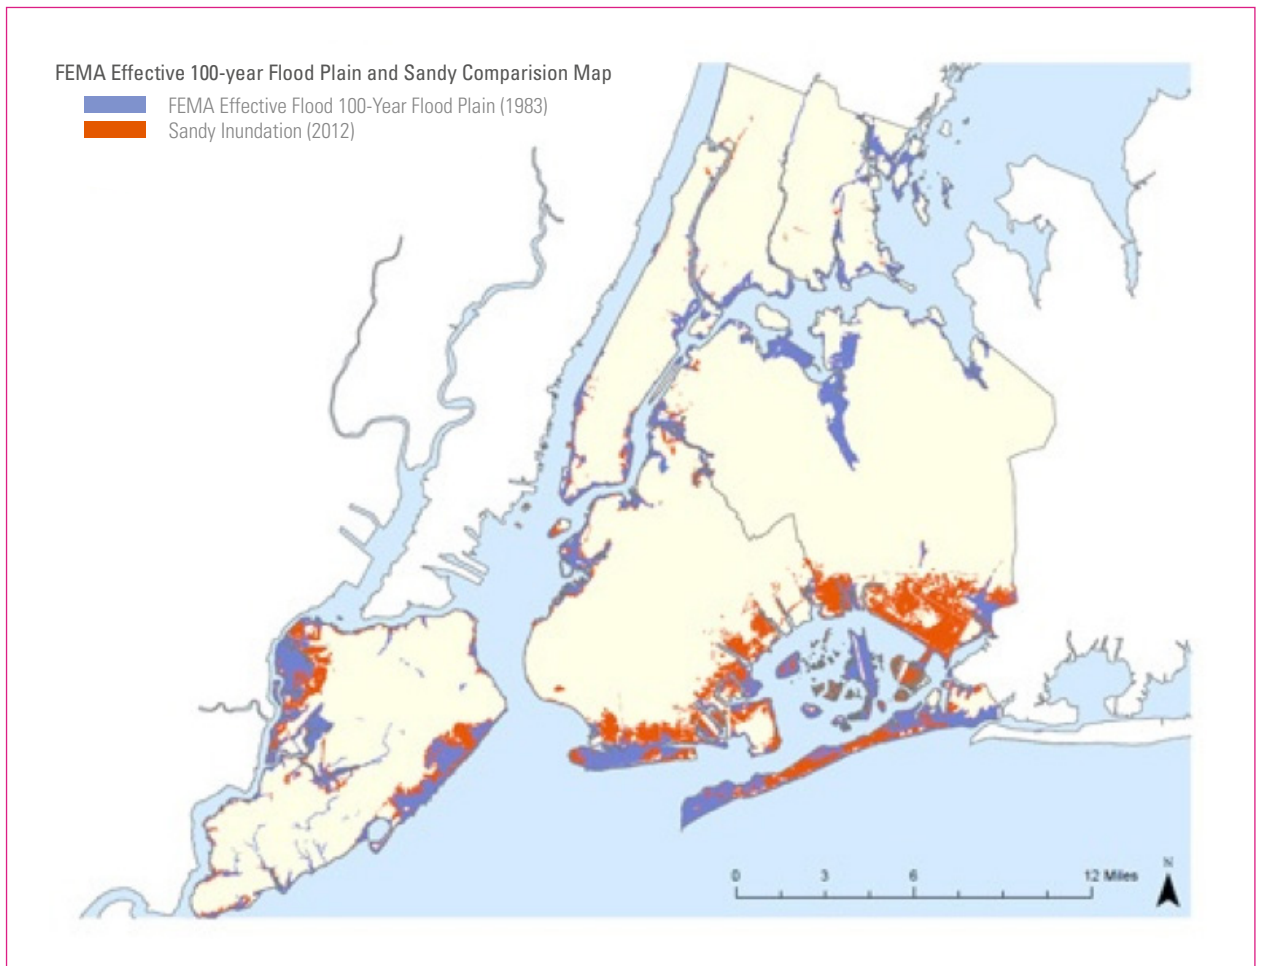 FEMA Effective 100-year Flood Plain and Sandy Comparision Map
FEMA Effective Flood 100-Year Flood Plain (1983)
Sandy Inundation (2012)
0 3 6 12 Miles
N